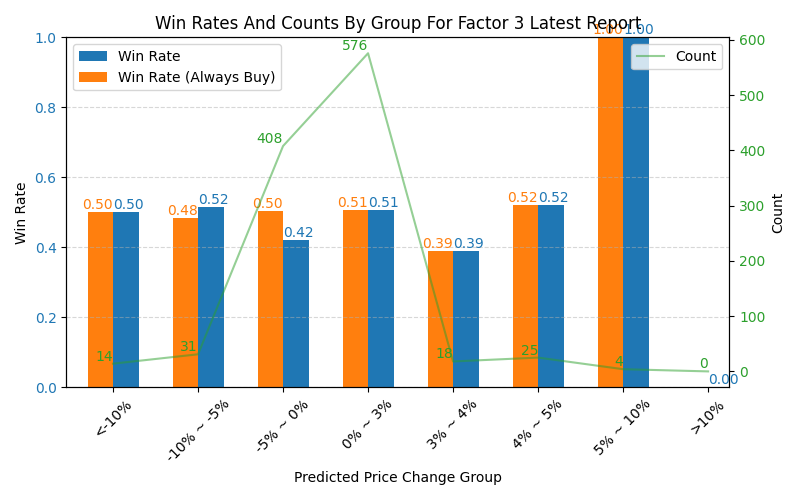 Win Rates And Counts By Group For Factor 3 Latest Report
Win Rate
Win Rate (Always Buy)
Count
1.0
0.8
0.6
0.4
0.2
0.0
Win Rate
600
500
400
300
200
100
0
Count
0.50 0.50
0.48 0.52
0.50 0.42
0.51 0.51
0.39 0.39
0.52 0.52
1.00 1.00
0.00
14
31
408
576
18
25
4
0
<-10%
-10% ~ -5%
-5% ~ 0%
0% ~ 3%
3% ~ 4%
4% ~ 5%
5% ~ 10%
>10%
Predicted Price Change Group